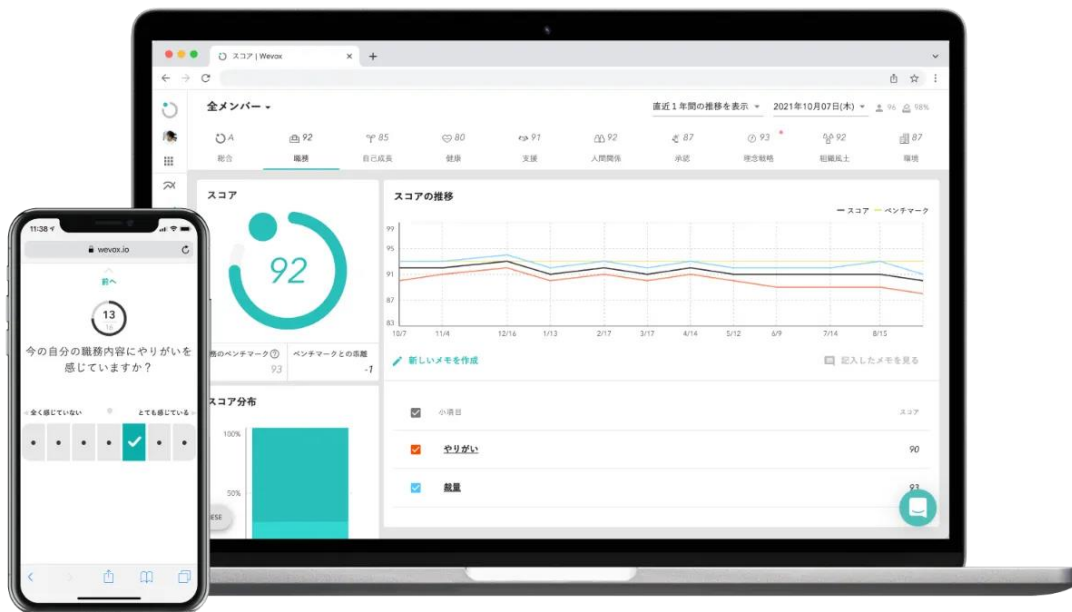 スコア | Wevox
全メンバー
直近1年間の推移を表示
2021年10月07日(木)
96
98%
A
92
85
80
91
92
87
93
92
87
総合
職務
自己成長
健康
支援
人間関係
承認
理念戦略
組織風土
環境
スコア
92
務のベンチマーク
93
ベンチマークとの乖離
-1
スコア分布
100%
50%
ESE
スコアの推移
スコア
ベンチマーク
99
95
91
87
83
10/7
11/4
12/16
1/13
2/17
3/17
4/14
5/12
6/9
7/14
8/15
新しいメモを作成
記入したメモを見る
小項目
スコア
やりがい
90
裁量
93
11:38
wevox.io
前へ
13
16
今の自分の職務内容にやりがいを
感じていますか？
全く感じていない
とても感じている